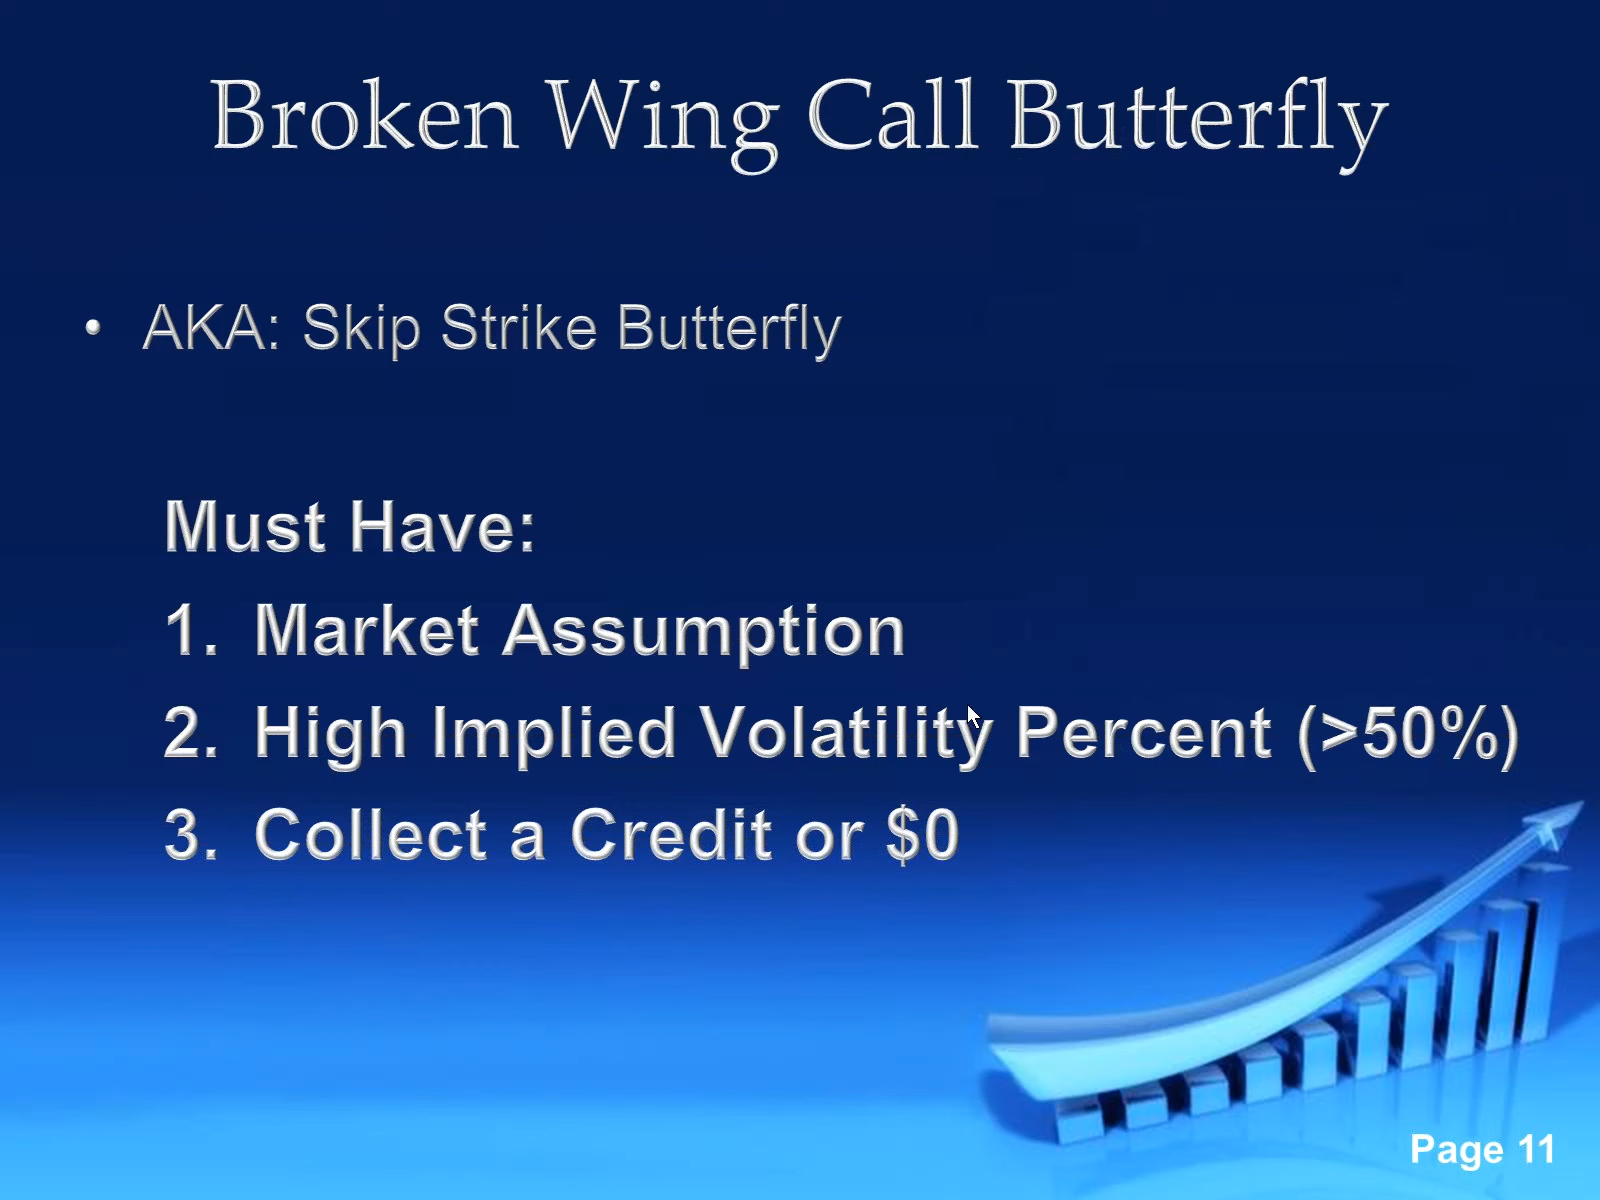 Broken Wing Call Butterfly
• AKA: Skip Strike Butterfly
Must Have:
1. Market Assumption
2. High Implied Volatility Percent (>50%)
3. Collect a Credit or $0
Page 11